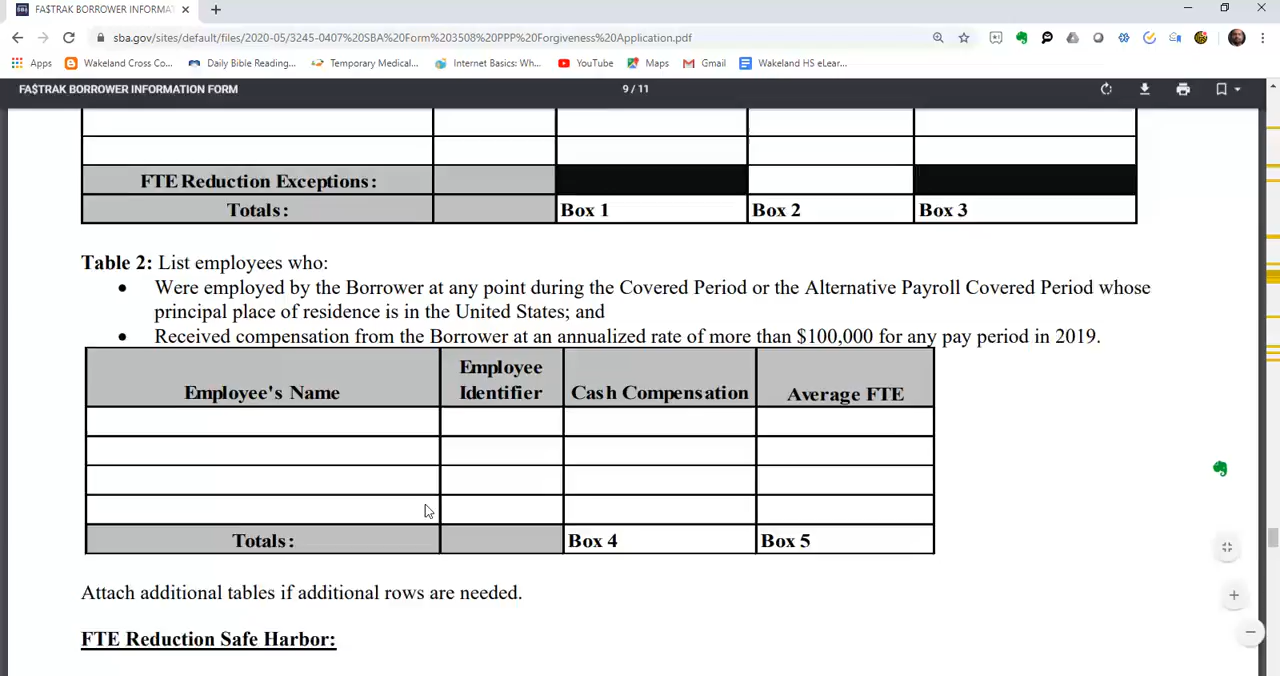 FA$TRAK BORROWER INFORMA
sba.gov/sites/default/files/2020-05/3245-0407%20SBA%20Form%203508%20PPP%20Forgiveness%20Application.pdf
Apps Wakeland Cross Co... Daily Bible Reading... Temporary Medical... Internet Basics: Wh... YouTube Maps Gmail Wakeland HS eLear...
FA$TRAK BORROWER INFORMATION FORM 9 / 11
FTE Reduction Exceptions:
Totals: Box 1 Box 2 Box 3
Table 2: List employees who:
• Were employed by the Borrower at any point during the Covered Period or the Alternative Payroll Covered Period whose
principal place of residence is in the United States; and
• Received compensation from the Borrower at an annualized rate of more than $100,000 for any pay period in 2019.
Employee's Name Employee Identifier Cash Compensation Average FTE
Totals: Box 4 Box 5
Attach additional tables if additional rows are needed.
FTE Reduction Safe Harbor: